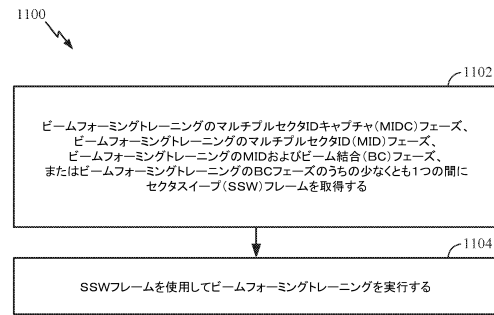 1100
1102
ビームフォーミングトレーニングのマルチプルセクタIDキャプチャ(MIDC)フェーズ、
ビームフォーミングトレーニングのマルチプルセクタID(MID)フェーズ、
ビームフォーミングトレーニングのMIDおよびビーム結合(BC)フェーズ、
またはビームフォーミングトレーニングのBCフェーズのうちの少なくとも1つの間に
セクタスイープ(SSW)フレームを取得する
1104
SSWフレームを使用してビームフォーミングトレーニングを実行する